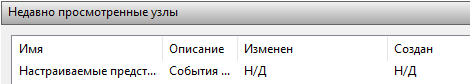 Недавно просмотренные узлы
Имя Описание Изменен Создан
Настраиваемые предст... События ... Н/Д Н/Д